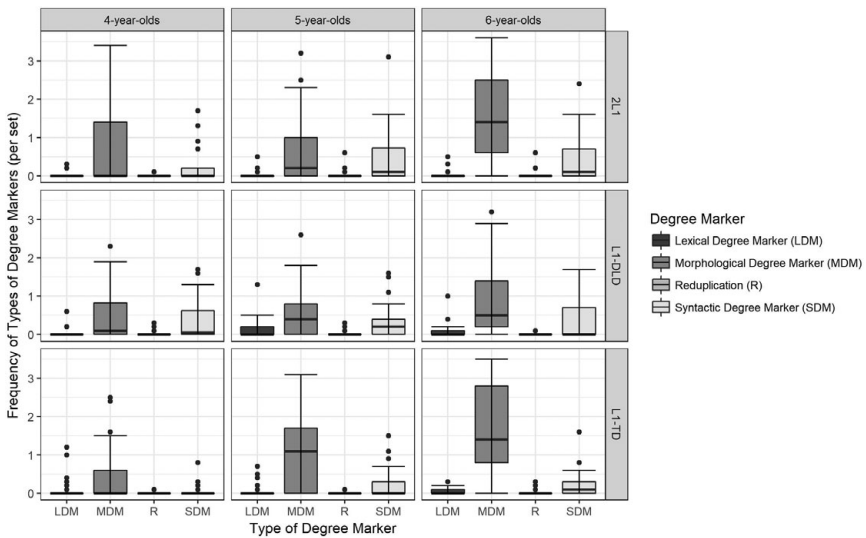 4-year-olds 5-year-olds 6-year-olds
Frequency of Types of Degree Markers (per set)
3
2
1
0
2L1
3
2
1
0
L1-DLD
3
2
1
0
L1-TD
LDM MDM R SDM LDM MDM R SDM LDM MDM R SDM
Type of Degree Marker
Degree Marker
Lexical Degree Marker (LDM)
Morphological Degree Marker (MDM)
Reduplication (R)
Syntactic Degree Marker (SDM)